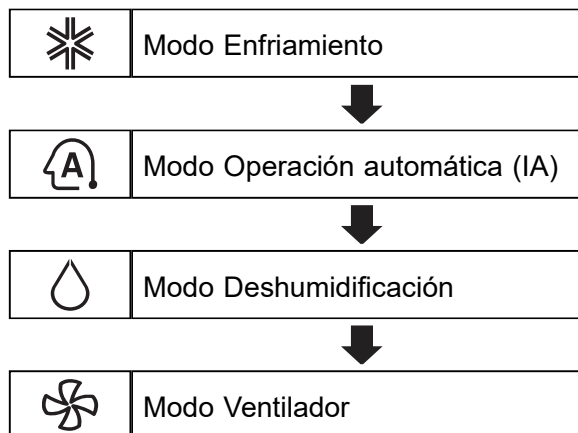 Modo Enfriamiento
A
Modo Operación automática (IA)
Modo Deshumidificación
Modo Ventilador